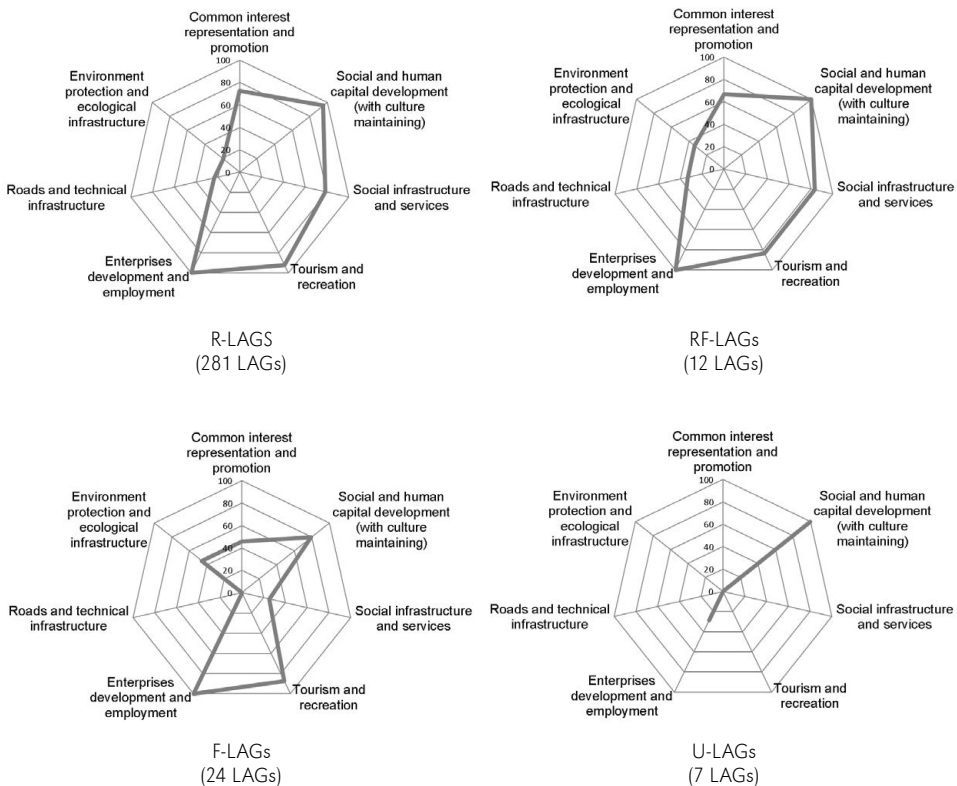 Common interest
representation and
promotion
100
80
60
40
20
0
Social and human
capital development
(with culture
maintaining)
Social infrastructure
and services
Tourism and
recreation
Enterprises
development and
employment
Roads and technical
infrastructure
Environment
protection and
ecological
infrastructure
R-LAGS
(281 LAGs)
Common interest
representation and
promotion
100
80
60
40
20
0
Social and human
capital development
(with culture
maintaining)
Social infrastructure
and services
Tourism and
recreation
Enterprises
development and
employment
Roads and technical
infrastructure
Environment
protection and
ecological
infrastructure
RF-LAGs
(12 LAGs)
Common interest
representation and
promotion
100
80
60
40
20
0
Social and human
capital development
(with culture
maintaining)
Social infrastructure
and services
Tourism and
recreation
Enterprises
development and
employment
Roads and technical
infrastructure
Environment
protection and
ecological
infrastructure
F-LAGs
(24 LAGs)
Common interest
representation and
promotion
100
80
60
40
20
0
Social and human
capital development
(with culture
maintaining)
Social infrastructure
and services
Tourism and
recreation
Enterprises
development and
employment
Roads and technical
infrastructure
Environment
protection and
ecological
infrastructure
U-LAGs
(7 LAGs)